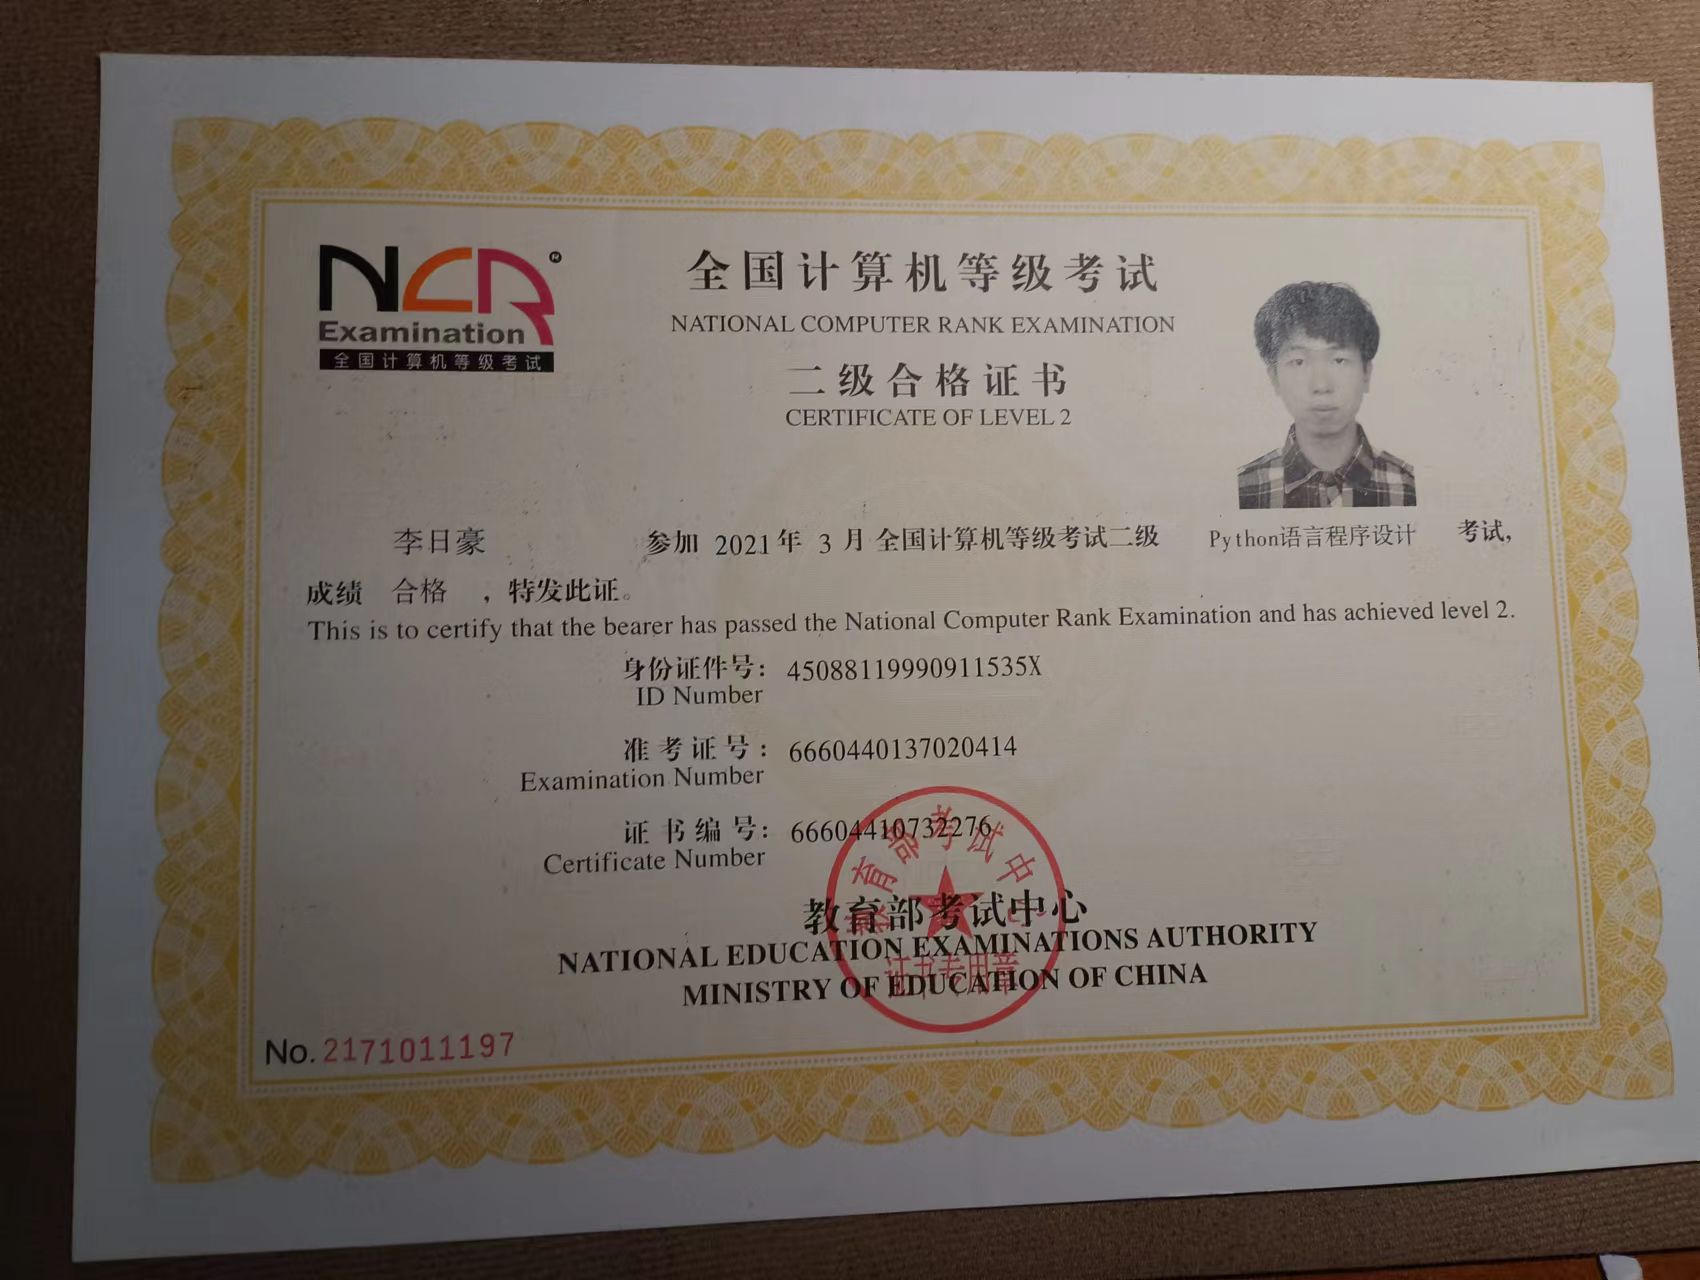 NCR
Examination
全国计算机等级考试
全国计算机等级考试
NATIONAL COMPUTER RANK EXAMINATION
二级合格证书
CERTIFICATE OF LEVEL 2
李日豪 参加 2021年 3 月 全国计算机等级考试二级 Python语言程序设计 考试,
成绩 合格 ,特发此证。
This is to certify that the bearer has passed the National Computer Rank Examination and has achieved level 2.
身份证件号: 45088119990911535X
ID Number
准考证号: 6660440137020414
Examination Number
证书编号: 66604410732276
Certificate Number
教育部考试中心
教育部考试中心
NATIONAL EDUCATION EXAMINATIONS AUTHORITY
证书专用章
MINISTRY OF EDUCATION OF CHINA
No. 2171011197